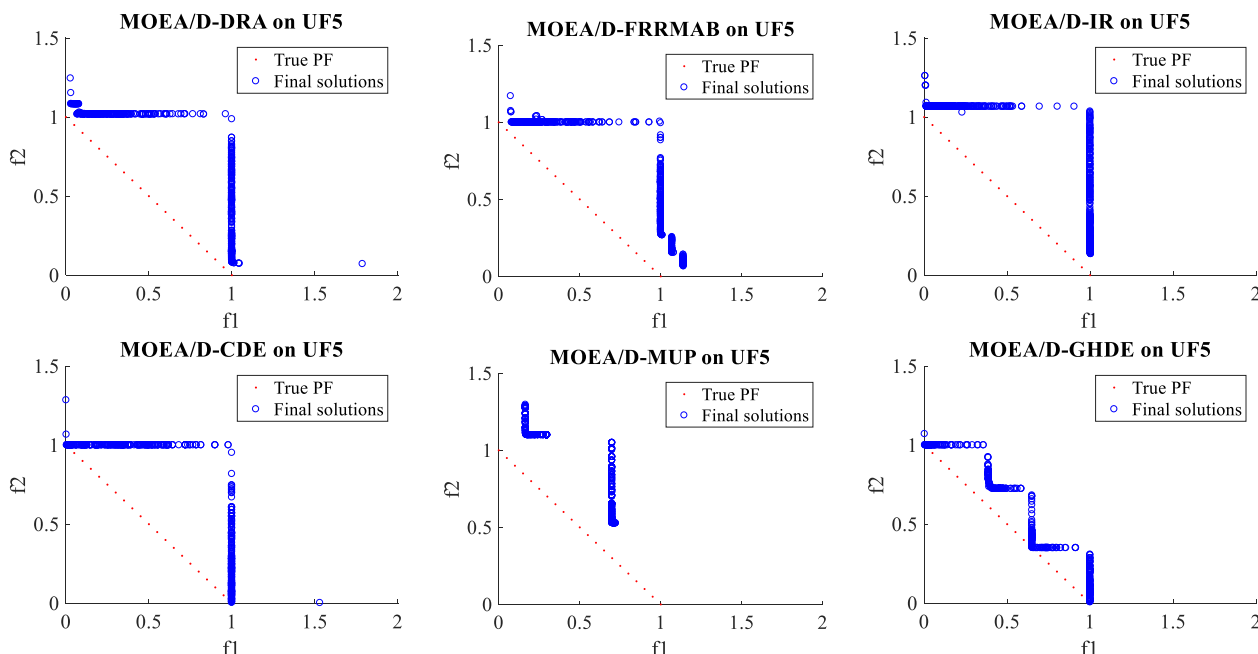 MOEA/D-DRA on UF5
1.5
1
0.5
0
f2
True PF
Final solutions
0 0.5 1 1.5 2
f1
MOEA/D-FRRMAB on UF5
1.5
1
0.5
0
f2
True PF
Final solutions
0 0.5 1 1.5 2
f1
MOEA/D-IR on UF5
1.5
1
0.5
0
f2
True PF
Final solutions
0 0.5 1 1.5 2
f1
MOEA/D-CDE on UF5
1.5
1
0.5
0
f2
True PF
Final solutions
0 0.5 1 1.5 2
f1
MOEA/D-MUP on UF5
1.5
1
0.5
0
f2
True PF
Final solutions
0 0.5 1 1.5 2
f1
MOEA/D-GHDE on UF5
1.5
1
0.5
0
f2
True PF
Final solutions
0 0.5 1 1.5 2
f1